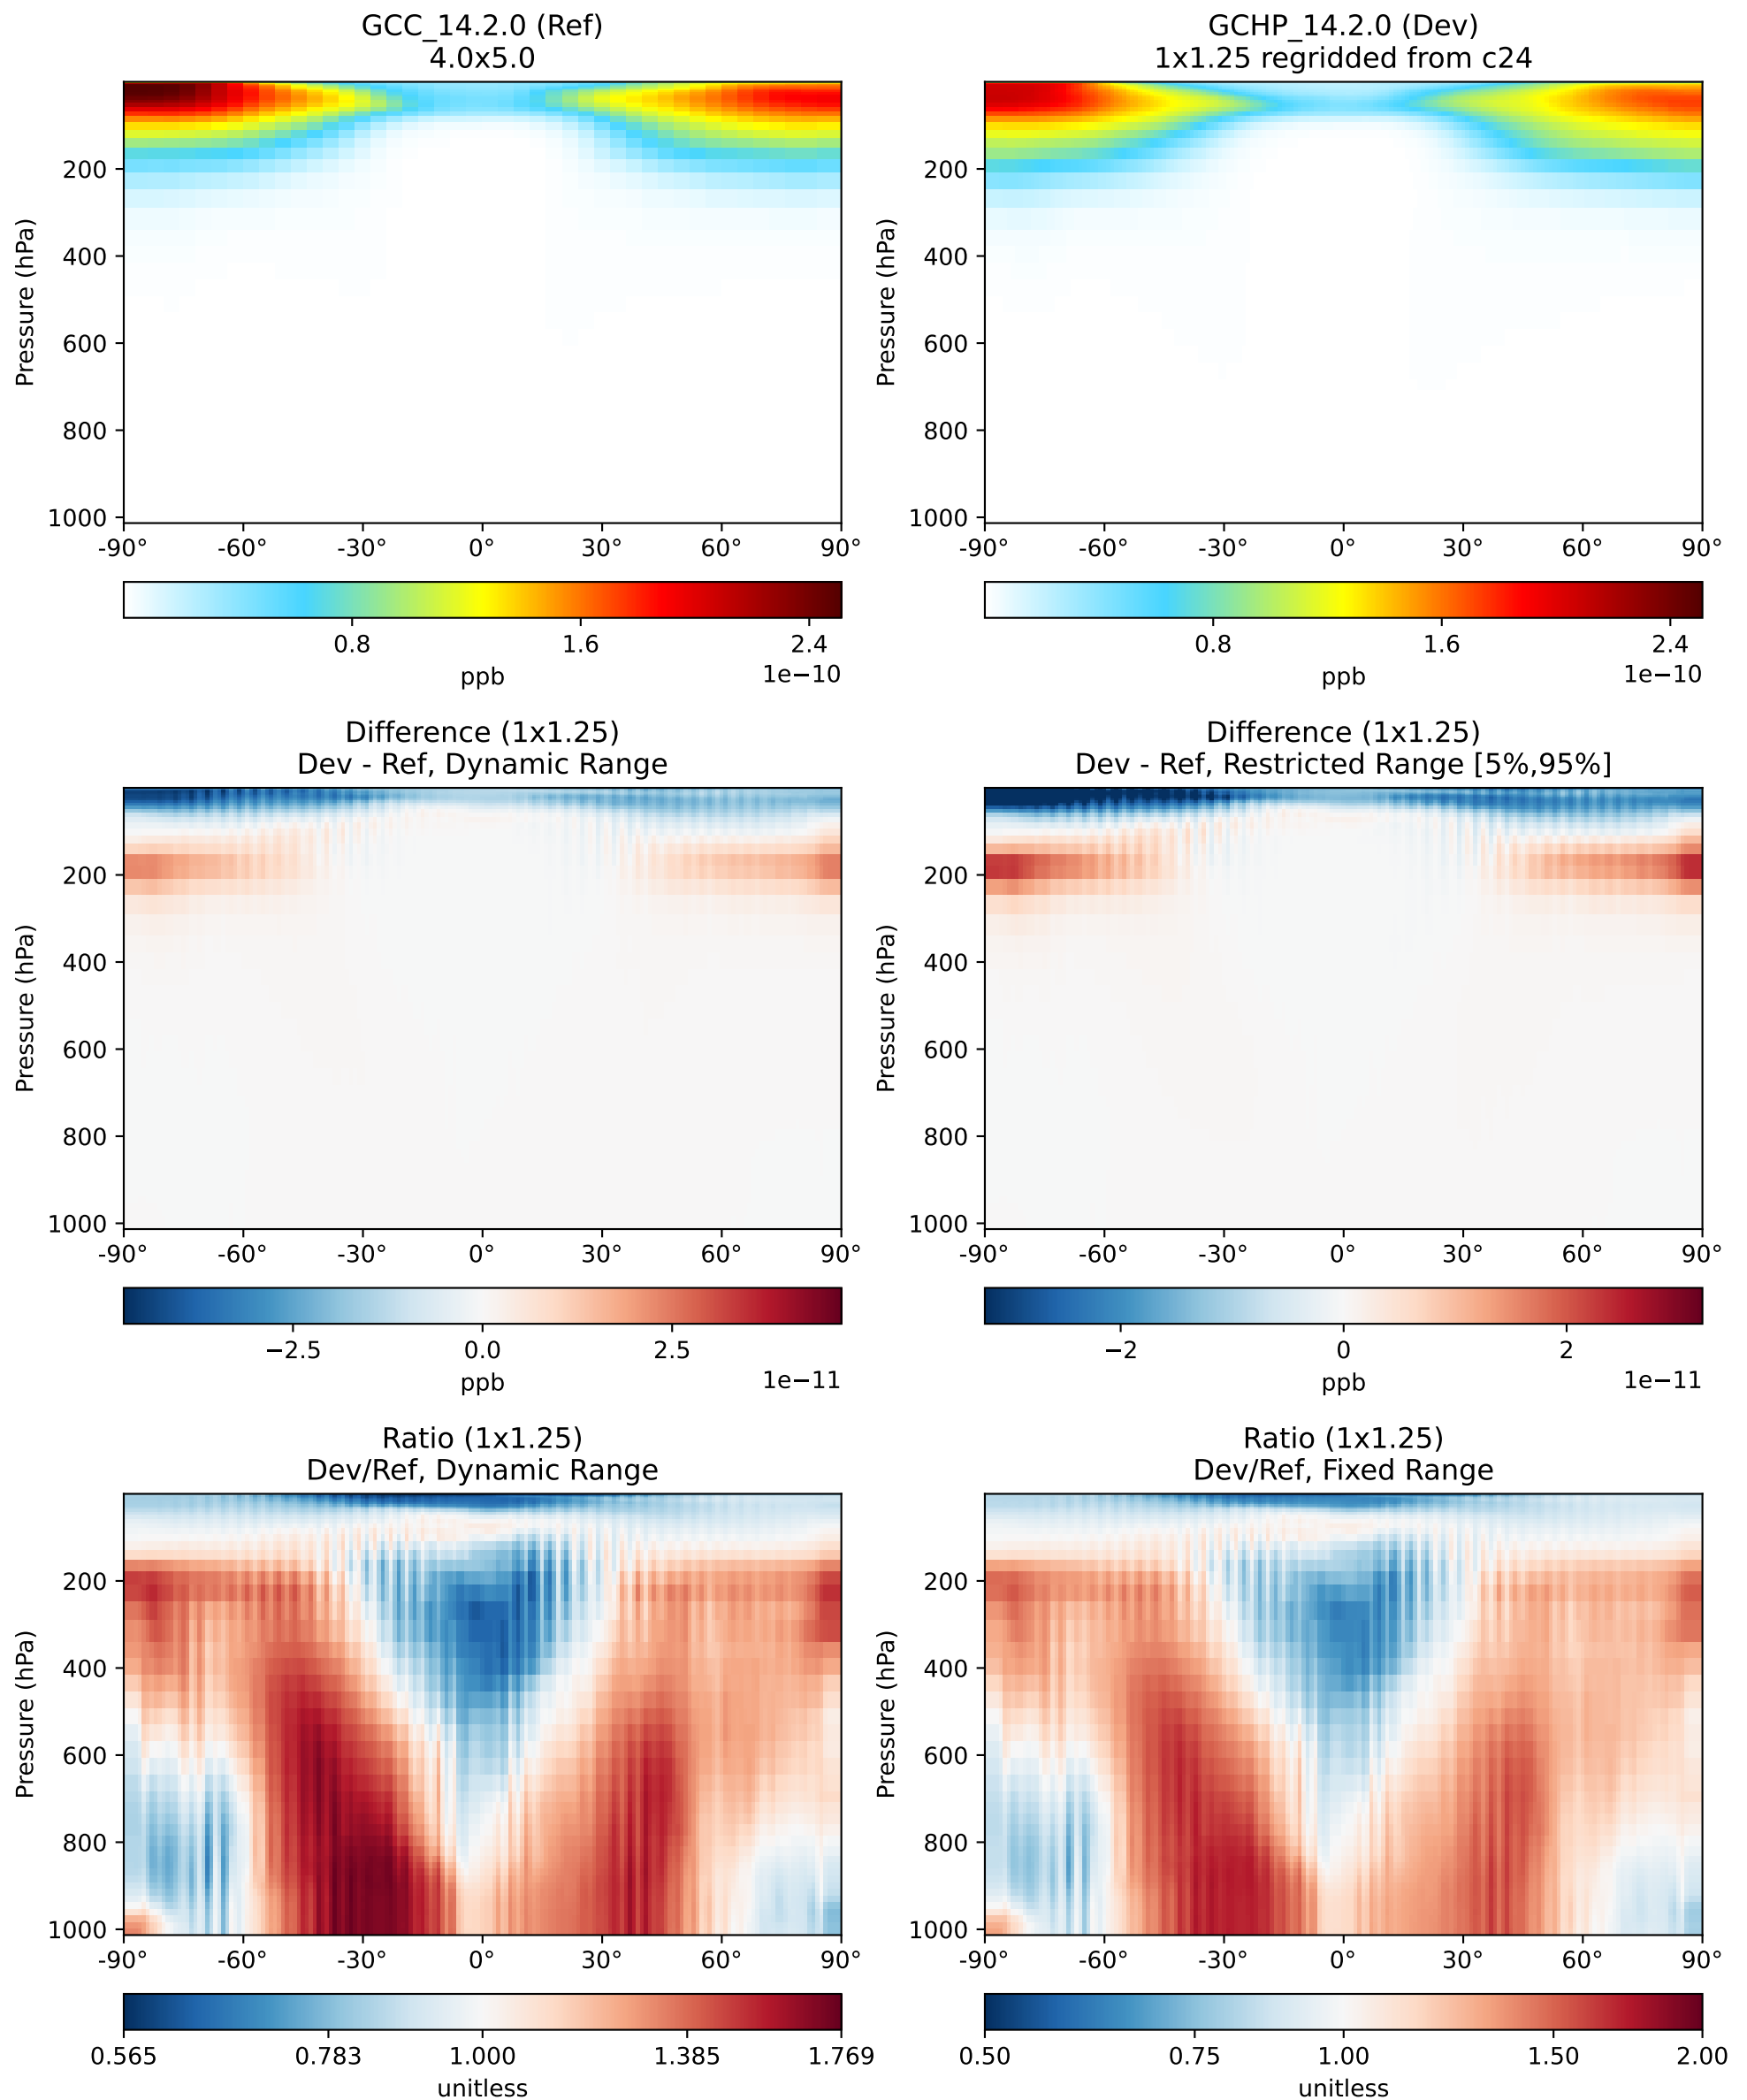 GCC_14.2.0 (Ref)
4.0x5.0
Pressure (hPa)
200
400
600
800
1000
-90° -60° -30° 0° 30° 60° 90°
0.8 1.6 2.4
ppb
1e−10
GCHP_14.2.0 (Dev)
1x1.25 regridded from c24
Pressure (hPa)
200
400
600
800
1000
-90° -60° -30° 0° 30° 60° 90°
0.8 1.6 2.4
ppb
1e−10
Difference (1x1.25)
Dev - Ref, Dynamic Range
Pressure (hPa)
200
400
600
800
1000
-90° -60° -30° 0° 30° 60° 90°
−2.5 0.0 2.5
ppb
1e−11
Difference (1x1.25)
Dev - Ref, Restricted Range [5%,95%]
Pressure (hPa)
200
400
600
800
1000
-90° -60° -30° 0° 30° 60° 90°
−2 0 2
ppb
1e−11
Ratio (1x1.25)
Dev/Ref, Dynamic Range
Pressure (hPa)
200
400
600
800
1000
-90° -60° -30° 0° 30° 60° 90°
0.565 0.783 1.000 1.385 1.769
unitless
Ratio (1x1.25)
Dev/Ref, Fixed Range
Pressure (hPa)
200
400
600
800
1000
-90° -60° -30° 0° 30° 60° 90°
0.50 0.75 1.00 1.50 2.00
unitless